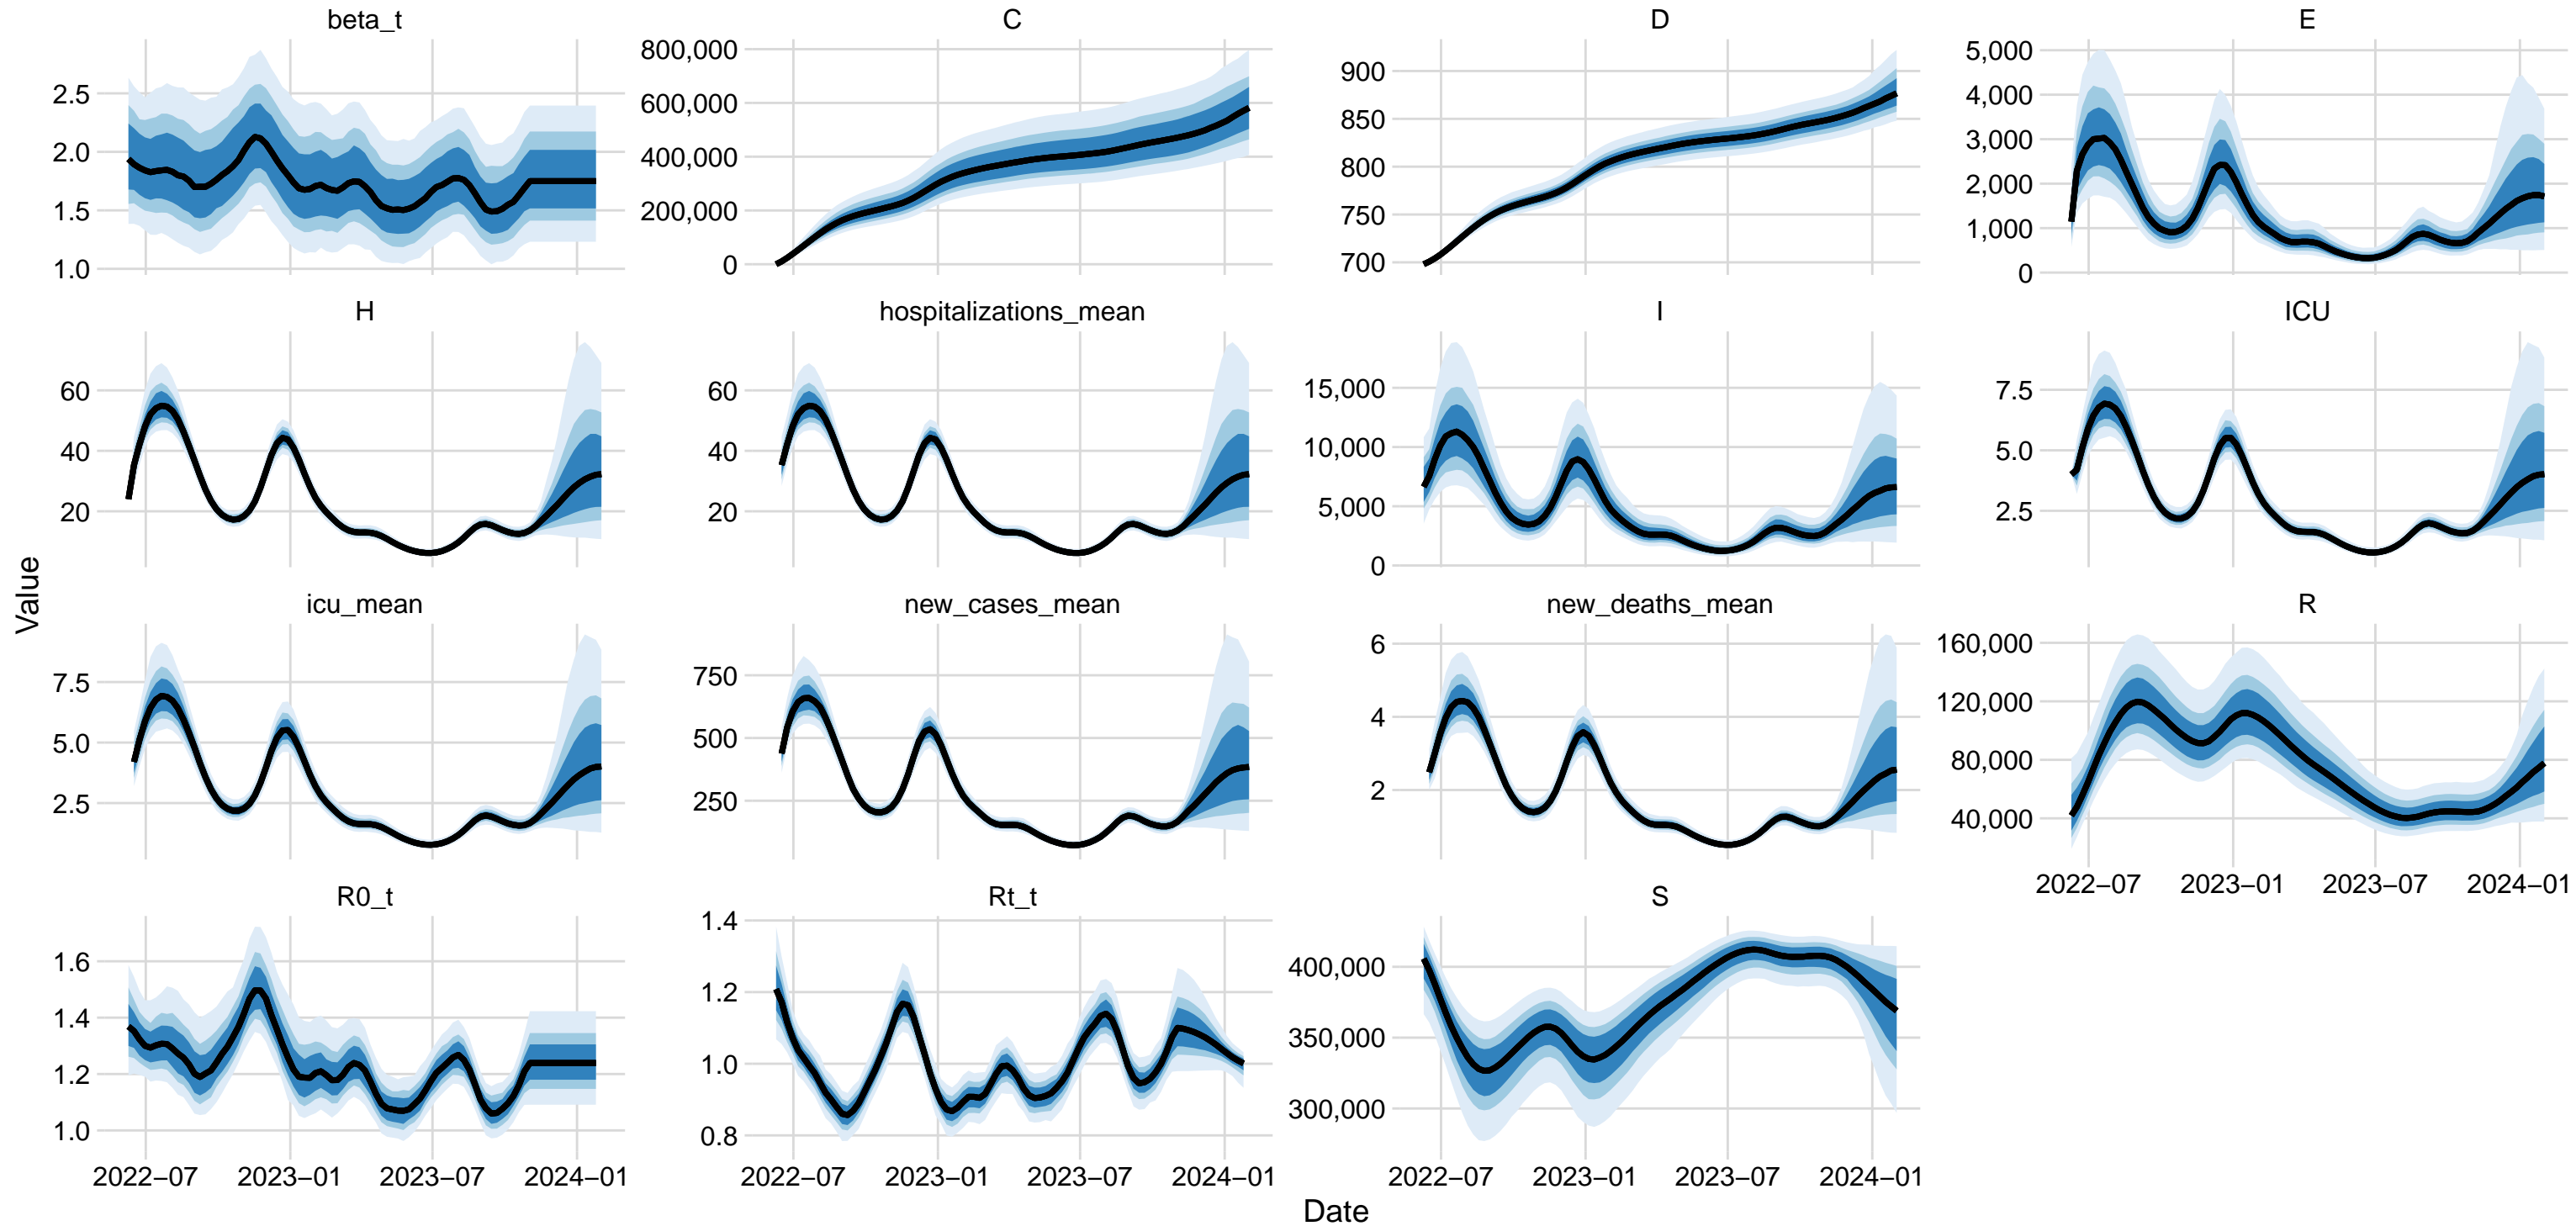 beta_t
C
D
E
2.5
2.0
1.5
1.0
800,000
600,000
400,000
200,000
0
900
850
800
750
700
5,000
4,000
3,000
2,000
1,000
0
H
hospitalizations_mean
I
ICU
60
40
20
60
40
20
15,000
10,000
5,000
0
7.5
5.0
2.5
Value
icu_mean
new_cases_mean
new_deaths_mean
R
7.5
5.0
2.5
750
500
250
6
4
2
160,000
120,000
80,000
40,000
2022−07 2023−01 2023−07 2024−01
R0_t
Rt_t
S
1.6
1.4
1.2
1.0
1.4
1.2
1.0
0.8
400,000
350,000
300,000
2022−07 2023−01 2023−07 2024−01
2022−07 2023−01 2023−07 2024−01
2022−07 2023−01 2023−07 2024−01
Date